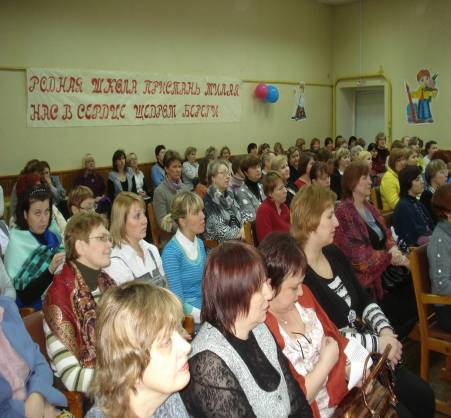 РОДНАЯ ШКОЛА ПРИСТАНЬ МИЛАЯ
НАС В СЕРДЦЕ ЩЕДРОМ БЕРЕГИ